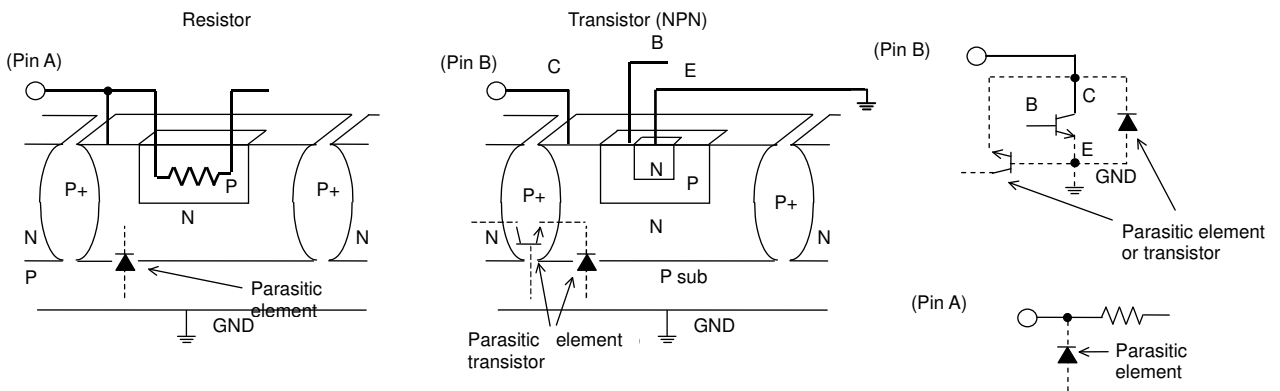 Resistor
(Pin A)
P+
P
P+
N
N
N
P
Parasitic
element
GND
Transistor (NPN)
(Pin B)
C
B
E
N
P
P+
P+
N
N
N
P sub
Parasitic element
transistor
GND
(Pin B)
B
C
E
GND
Parasitic element
or transistor
(Pin A)
Parasitic
element